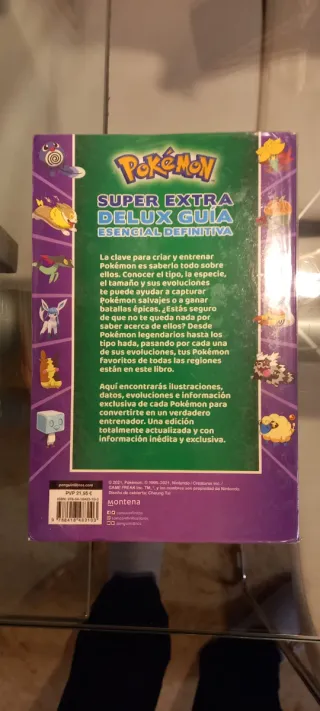 POKÉMON
SUPER EXTRA
DELUX GUÍA
ESENCIAL DEFINITIVA
La clave para criar y entrenar
Pokémon es saberlo todo sobre
ellos. Conocer el tipo, la especie,
el tamaño y sus evoluciones
te puede ayudar a capturar
Pokémon salvajes o a ganar
batallas épicas. ¿Estás seguro
de que no te queda nada por
saber acerca de ellos? Desde
Pokémon legendarios hasta los
tipo hada, pasando por cada una
de sus evoluciones, tus Pokémon
favoritos de todas las regiones
están en este libro.
Aquí encontrarás ilustraciones,
datos, evoluciones e información
exclusiva de cada Pokémon para
convertirte en un verdadero
entrenador. Una edición
totalmente actualizada y con
información inédita y exclusiva.
penguinlibros.com
PVP 21,95 €
montena